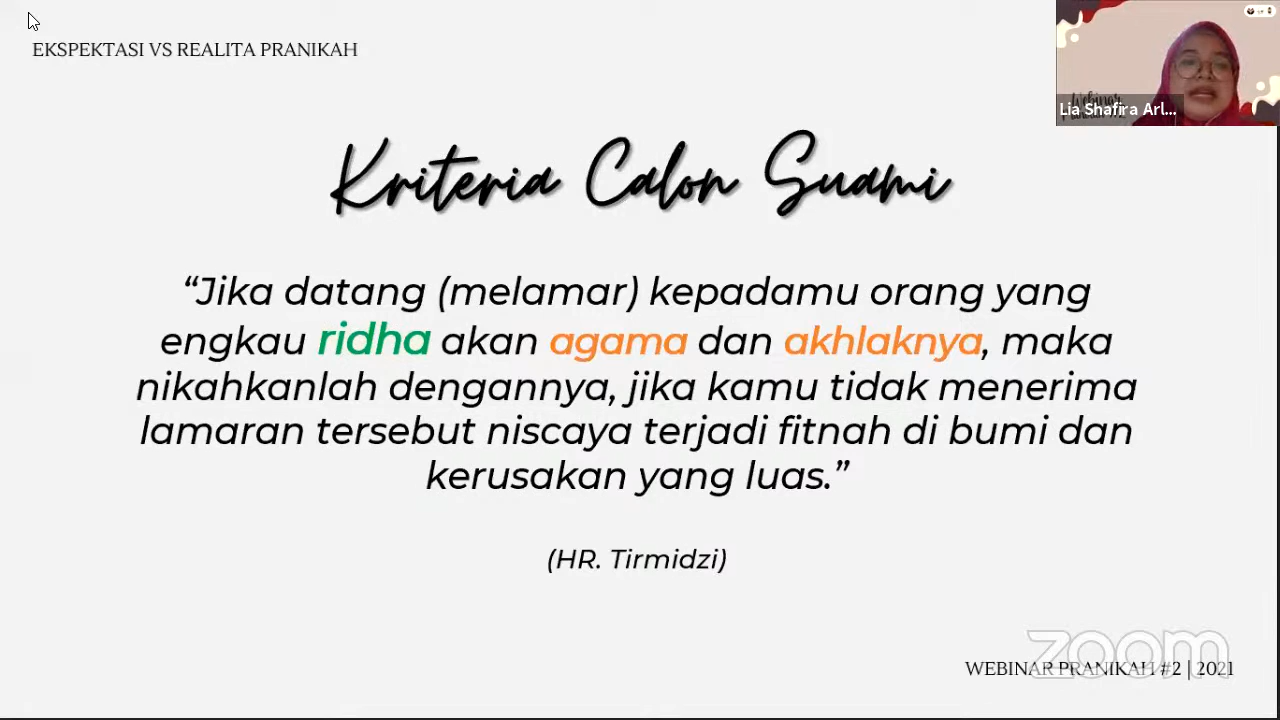 EKSPEKTASI VS REALITA PRANIKAH
Lia Shafira Arl...
Kriteria Calon Suami
“Jika datang (melamar) kepadamu orang yang
engkau ridha akan agama dan akhlaknya, maka
nikahkanlah dengannya, jika kamu tidak menerima
lamaran tersebut niscaya terjadi fitnah di bumi dan
kerusakan yang luas.”
(HR. Tirmidzi)
zoom
WEBINAR PRANIKAH #2 | 2021